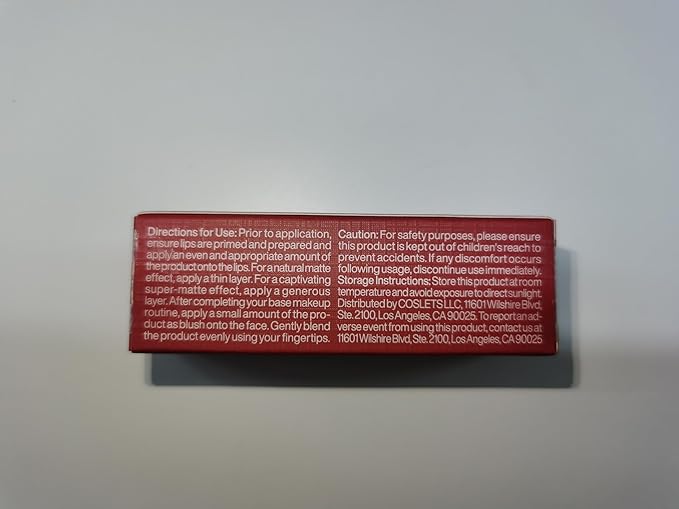 Directions for Use: Prior to application,
ensure lips are primed and prepared and
apply an even and appropriate amount of
the product onto the lips. For a natural matte
effect, apply a thin layer. For a captivating
super-matte effect, apply a generous
layer. After completing your base makeup
routine, apply a small amount of the pro-
duct as blush onto the face. Gently blend
the product evenly using your fingertips.
Caution: For safety purposes, please ensure
this product is kept out of children's reach to
prevent accidents. If any discomfort occurs
following usage, discontinue use immediately.
Storage Instructions: Store this product at room
temperature and avoid exposure to direct sunlight.
Distributed by COSLETS LLC, 11601 Wilshire Blvd,
Ste. 2100, Los Angeles, CA 90025. To report an ad-
verse event from using this product, contact us at
11601 Wilshire Blvd, Ste. 2100, Los Angeles, CA 90025